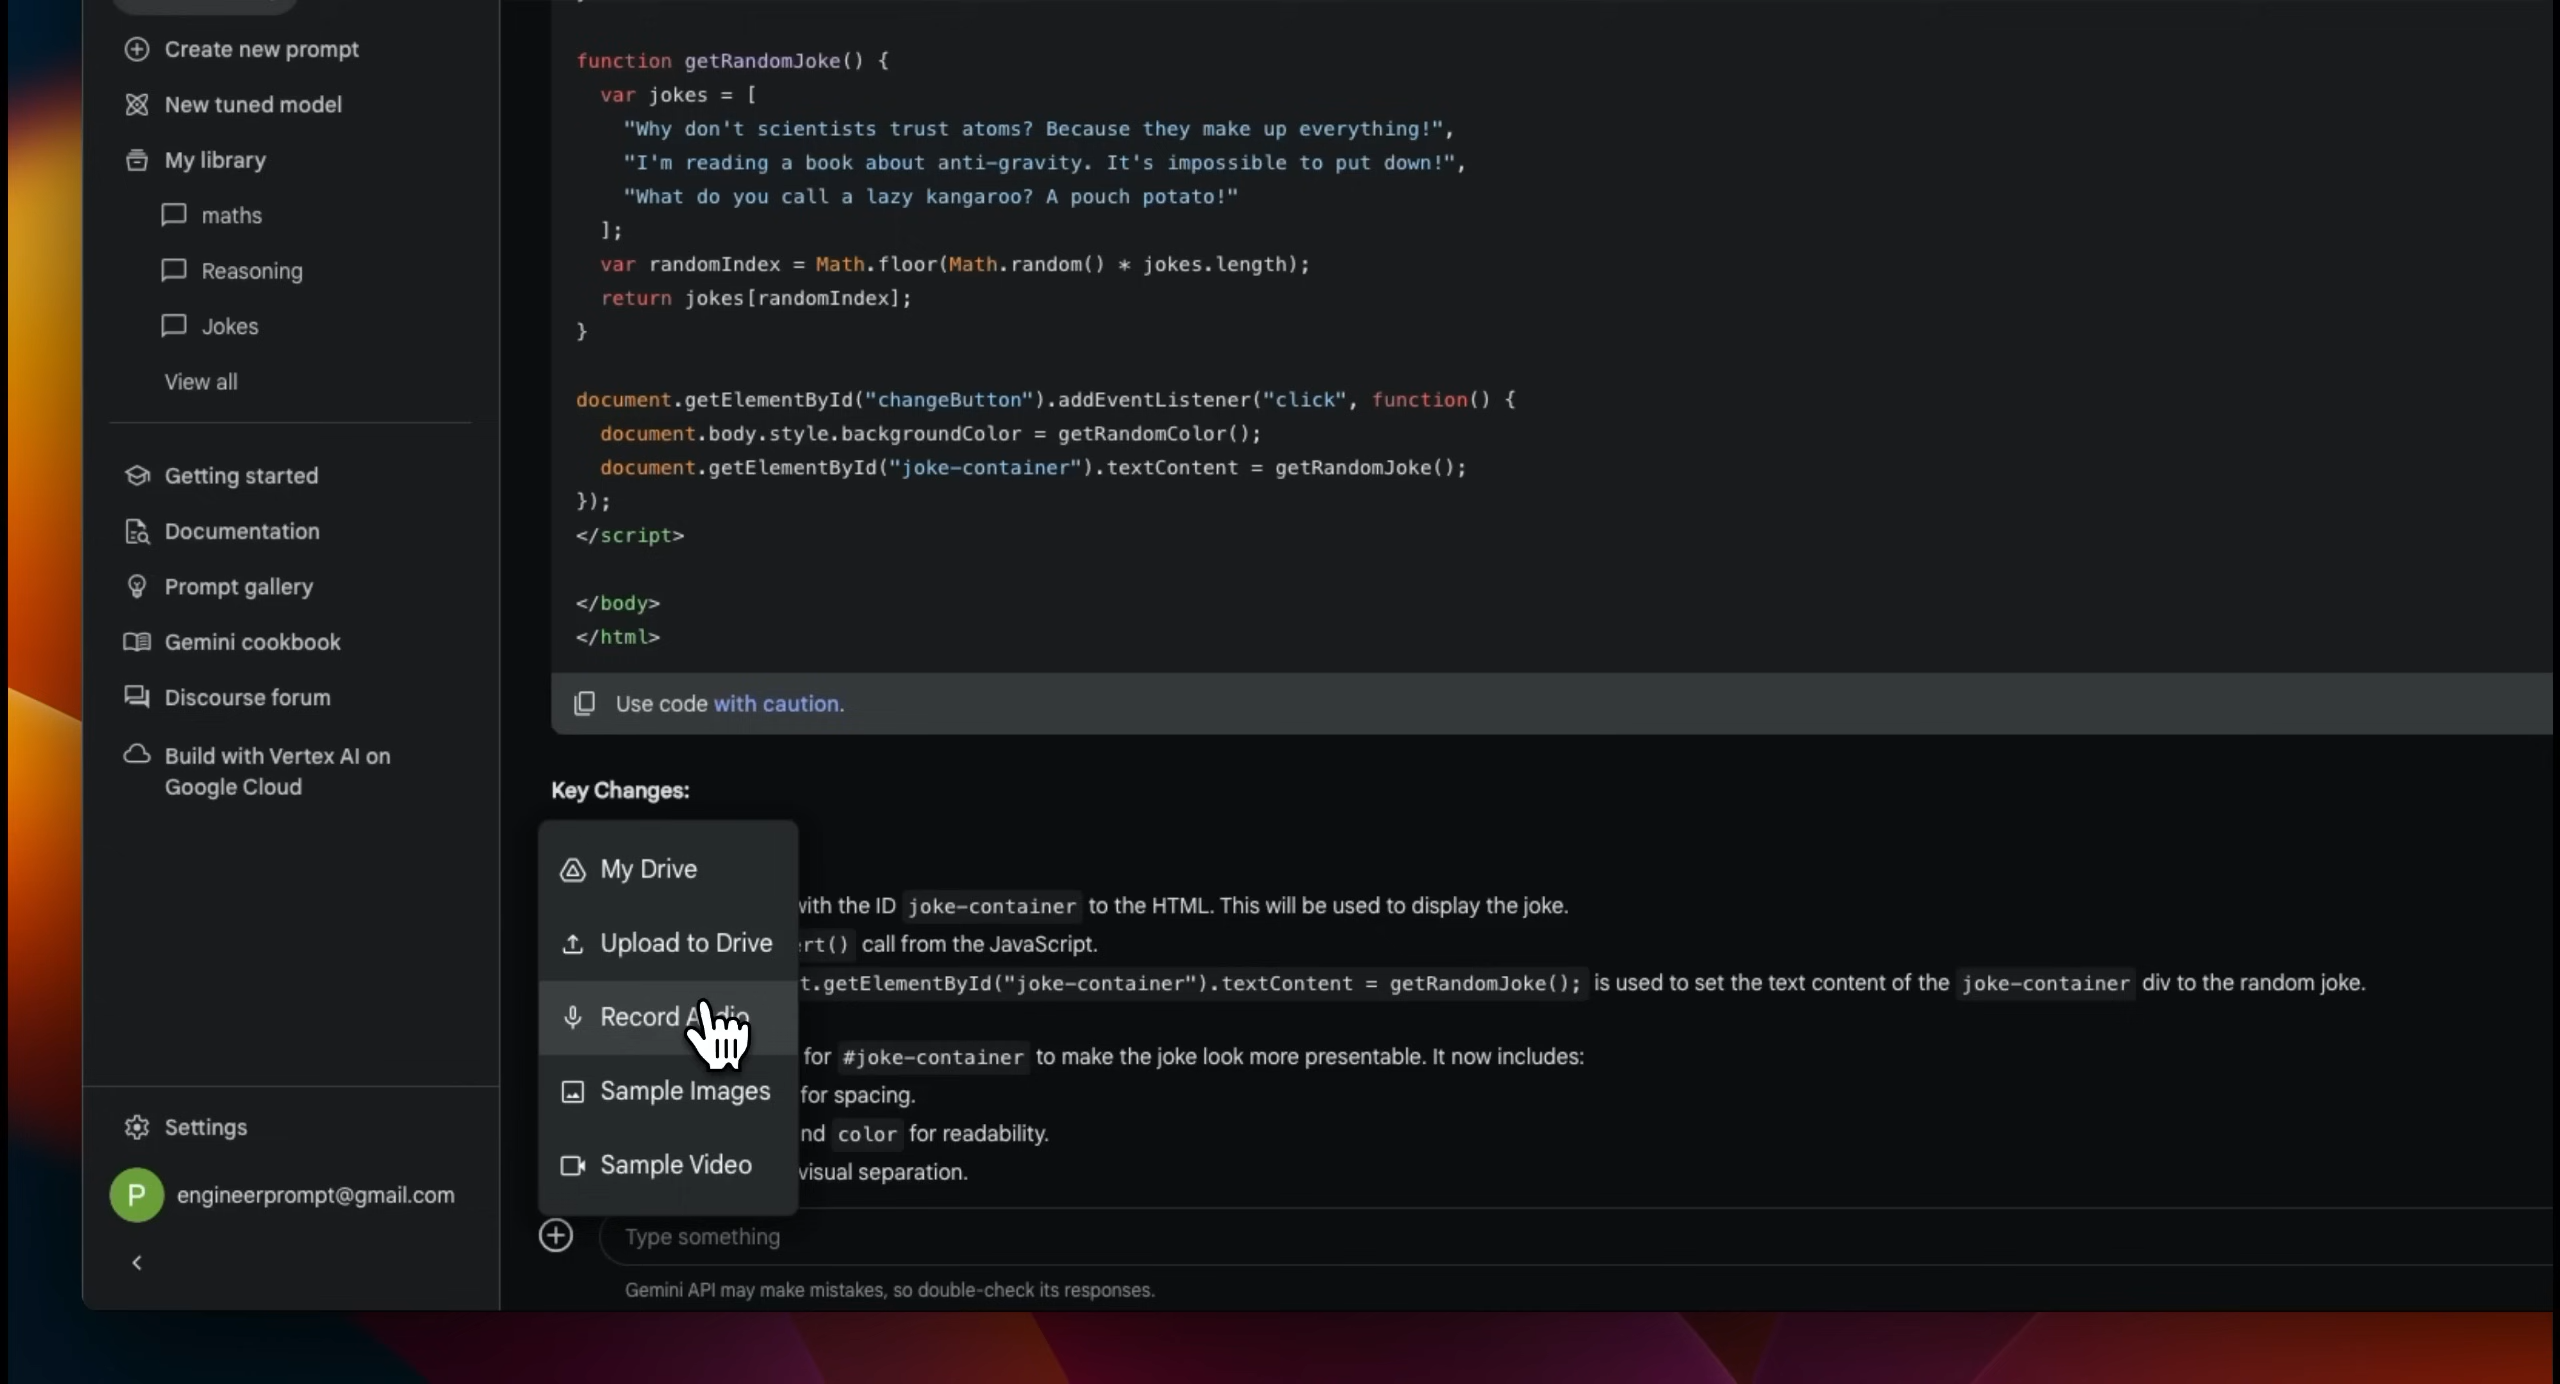 Create new prompt
New tuned model
My library
maths
Reasoning
Jokes
View all
Getting started
Documentation
Prompt gallery
Gemini cookbook
Discourse forum
Build with Vertex AI on
Google Cloud
Settings
P
engineerprompt@gmail.com
function getRandomJoke() {
var jokes = [
"Why don't scientists trust atoms? Because they make up everything!",
"I'm reading a book about anti-gravity. It's impossible to put down!",
"What do you call a lazy kangaroo? A pouch potato!"
];
var randomIndex = Math.floor(Math.random() * jokes.length);
return jokes[randomIndex];
}
document.getElementById("changeButton").addEventListener("click", function() {
document.body.style.backgroundColor = getRandomColor();
document.getElementById("joke-container").textContent = getRandomJoke();
});
</script>
</body>
</html>
Use code with caution.
Key Changes:
My Drive
Upload to Drive
Record
Sample Images
Sample Video
with the ID joke-container to the HTML. This will be used to display the joke.
call from the JavaScript.
.getElementById("joke-container").textContent = getRandomJoke(); is used to set the text content of the joke-container div to the random joke.
for #joke-container to make the joke look more presentable. It now includes:
for spacing.
color for readability.
visual separation.
Type something
Gemini API may make mistakes, so double-check its responses.